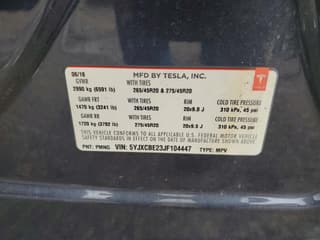 06/18 MFD BY TESLA, INC.
GVWR WITH TIRES
2990 kg (6591 lb) 265/45R20 & 275/45R20
GAWR FRT WITH TIRES RIM COLD TIRE PRESSURE
1470 kg (3241 lb) 265/45R20 20x9.0 J 310 kPa, 45 psi
GAWR RR WITH TIRES RIM COLD TIRE PRESSURE
1720 kg (3792 lb) 275/45R20 310 kPa, 45 psi
THIS VEHICLE CONFORMS TO ALL APPLICABLE U.S. FEDERAL MOTOR VEHICLE
SAFETY STANDARDS IN EFFECT ON THE DATE OF MANUFACTURE SHOWN ABOVE.
PNT: PMNG VIN: 5YJXCBE23JF104447 TYPE: MPV